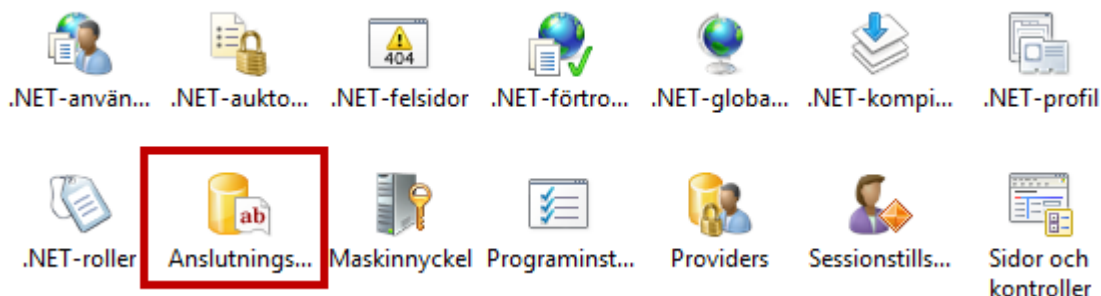 404
.NET-använ... .NET-aukto... .NET-felsidor .NET-förtro... .NET-globa... .NET-kompi... .NET-profil
ab
.NET-roller Anslutnings... Maskinnyckel Programinst... Providers Sessionstills... Sidor och
kontroller